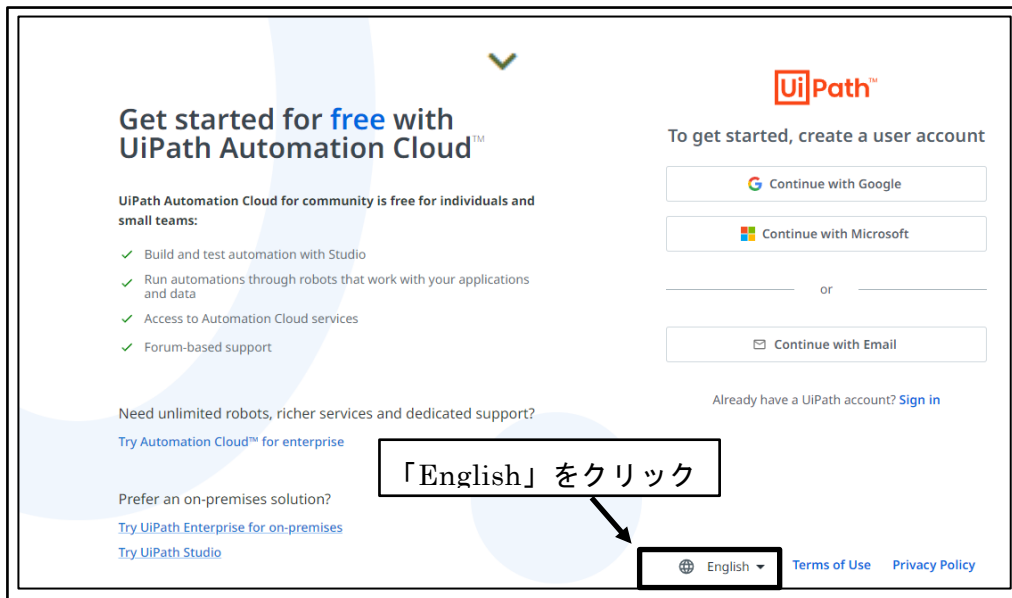 Get started for free with
UiPath Automation Cloud™
UiPath Automation Cloud for community is free for individuals and
small teams:
Build and test automation with Studio
Run automations through robots that work with your applications
and data
Access to Automation Cloud services
Forum-based support
Need unlimited robots, richer services and dedicated support?
Try Automation Cloud™ for enterprise
Prefer an on-premises solution?
Try UiPath Enterprise for on-premises
Try UiPath Studio
UiPath™
To get started, create a user account
Continue with Google
Continue with Microsoft
or
Continue with Email
Already have a UiPath account? Sign in
「English」をクリック
English
Terms of Use
Privacy Policy